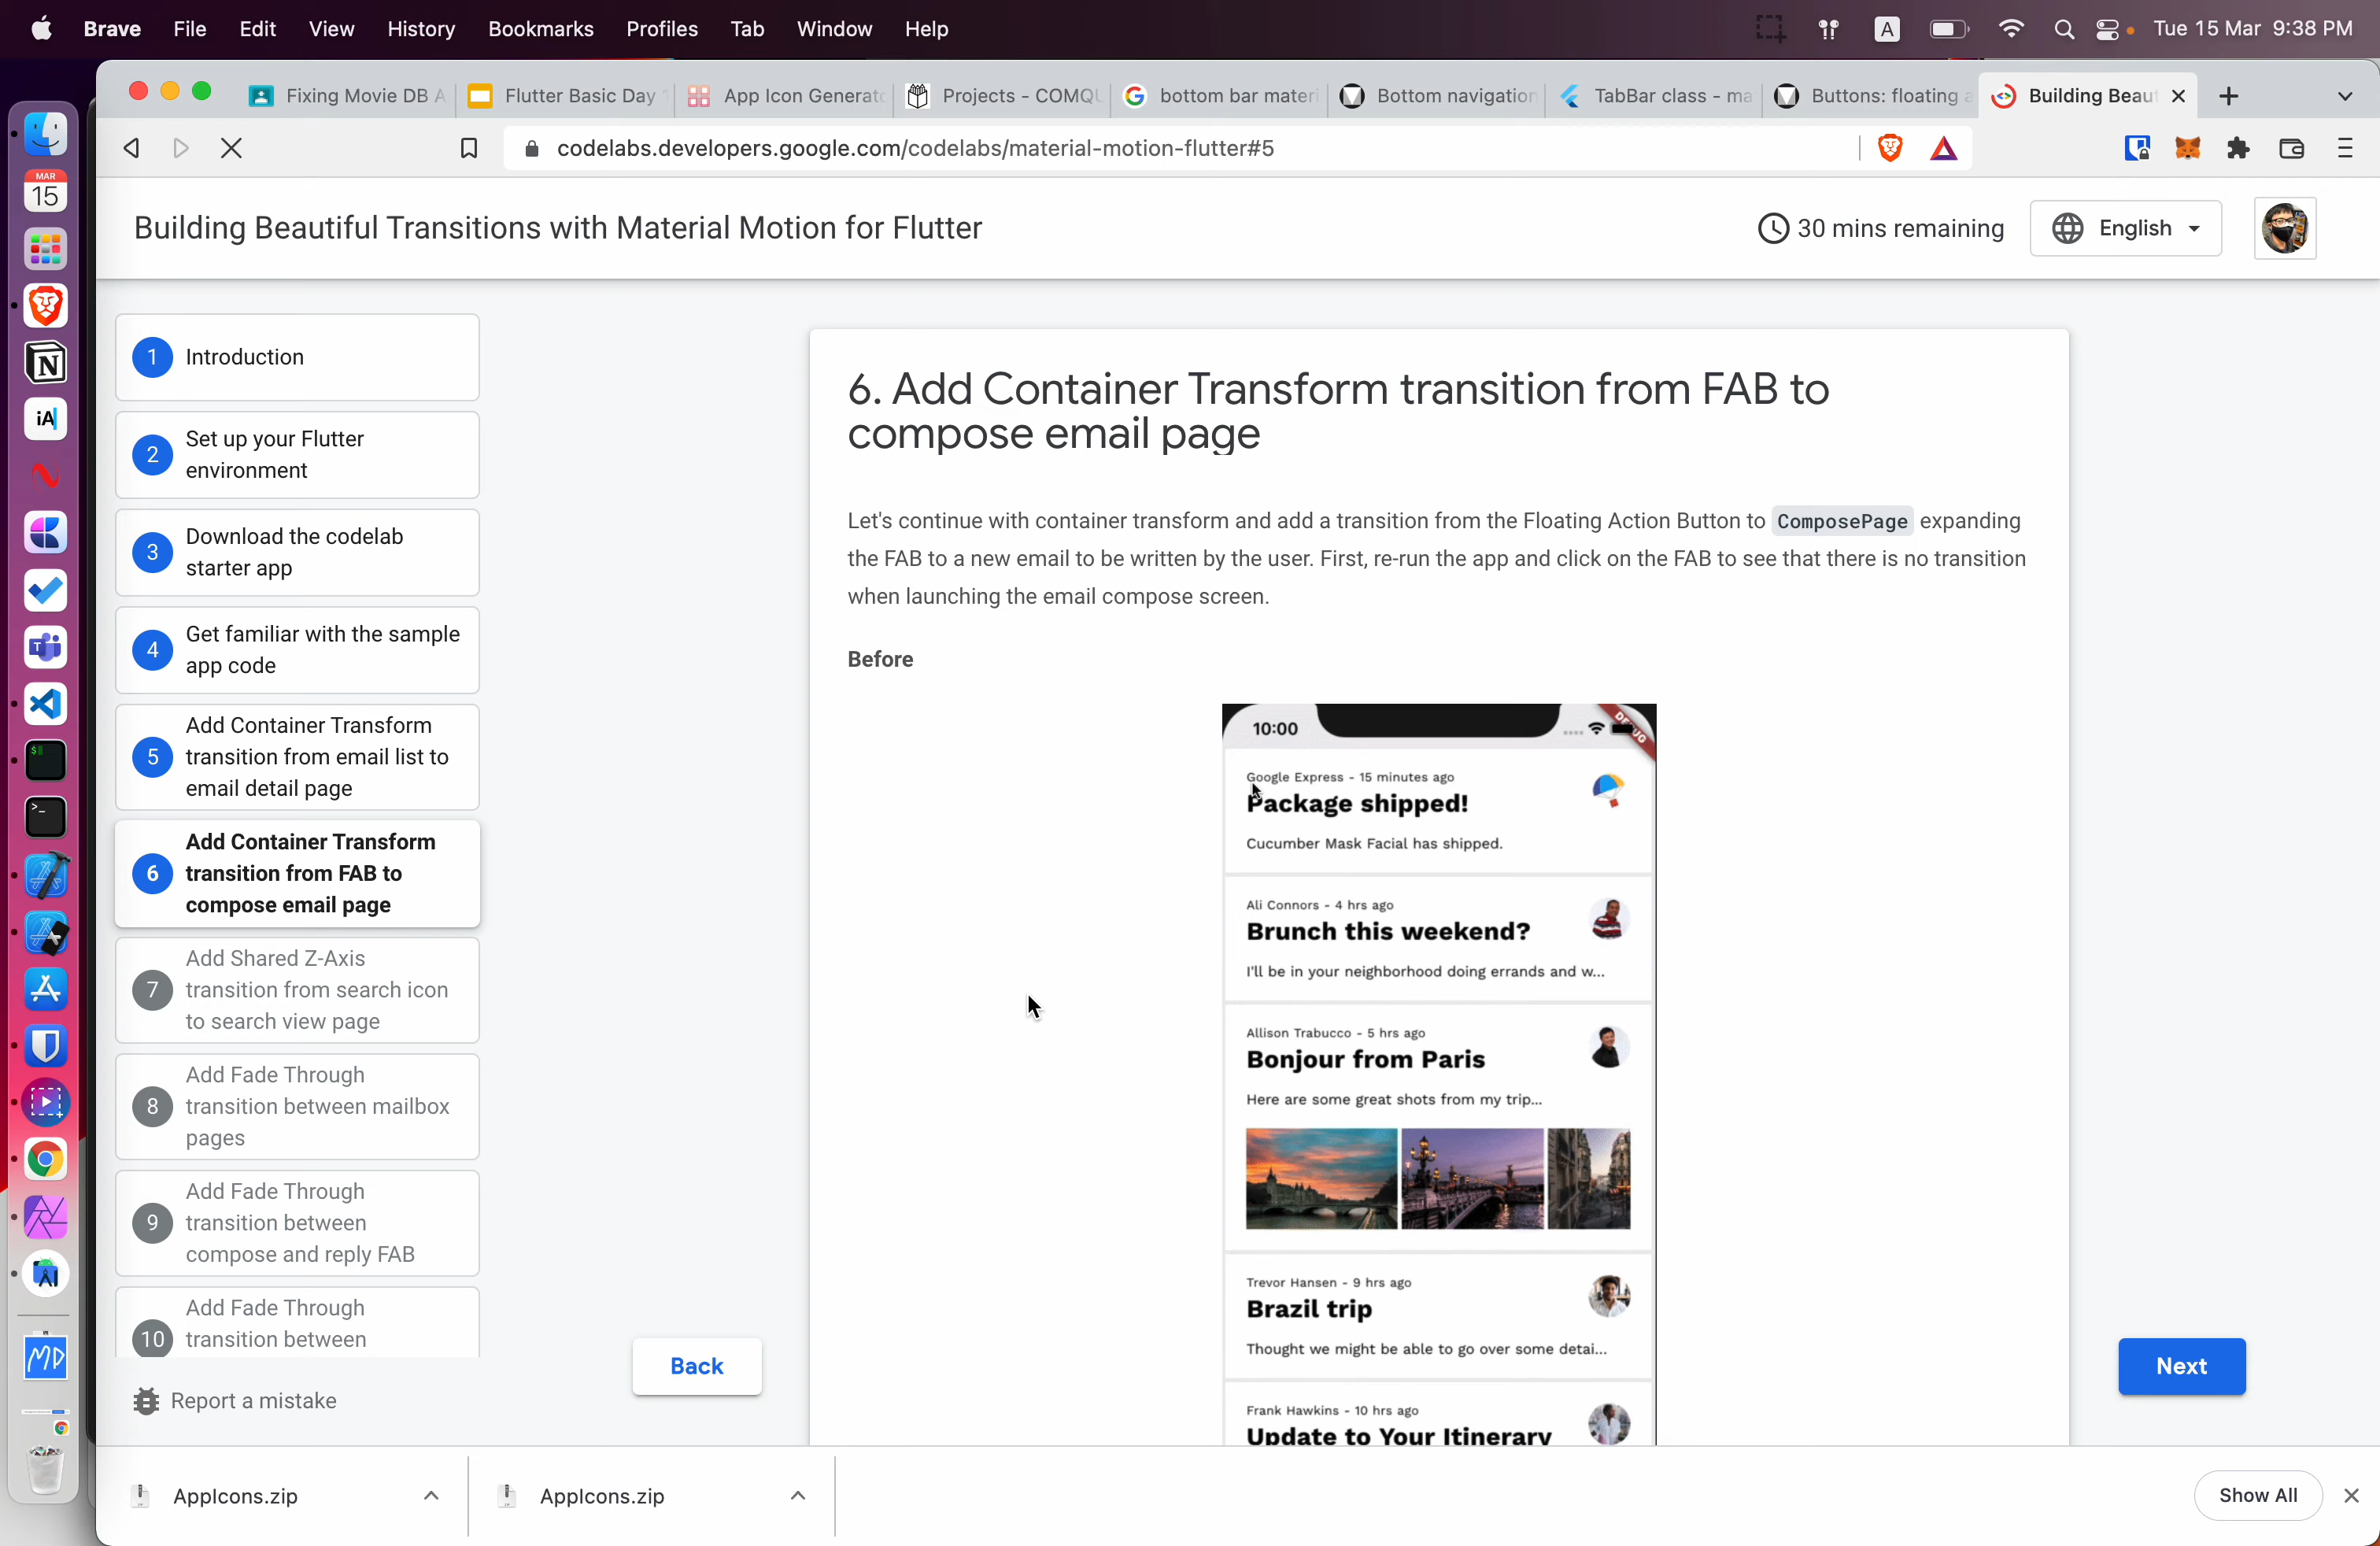 Brave File Edit View History Bookmarks Profiles Tab Window Help
A
Tue 15 Mar 9:38 PM
Fixing Movie DB A
Flutter Basic Day
App Icon Generat
Projects - COMQU
bottom bar mater
Bottom navigation
TabBar class - ma
Buttons: floating a
Building Beau
codelabs.developers.google.com/codelabs/material-motion-flutter#5
MAR
15
iA
Building Beautiful Transitions with Material Motion for Flutter
30 mins remaining
English
1 Introduction
2 Set up your Flutter
environment
3 Download the codelab
starter app
4 Get familiar with the sample
app code
5 Add Container Transform
transition from email list to
email detail page
6 Add Container Transform
transition from FAB to
compose email page
7 Add Shared Z-Axis
transition from search icon
to search view page
8 Add Fade Through
transition between mailbox
pages
9 Add Fade Through
transition between
compose and reply FAB
10 Add Fade Through
transition between
Report a mistake
Back
6. Add Container Transform transition from FAB to
compose email page
Let's continue with container transform and add a transition from the Floating Action Button to ComposePage expanding
the FAB to a new email to be written by the user. First, re-run the app and click on the FAB to see that there is no transition
when launching the email compose screen.
Before
10:00
Google Express - 15 minutes ago
Package shipped!
Cucumber Mask Facial has shipped.
Ali Connors - 4 hrs ago
Brunch this weekend?
I'll be in your neighborhood doing errands and w...
Allison Trabucco - 5 hrs ago
Bonjour from Paris
Here are some great shots from my trip...
Trevor Hansen - 9 hrs ago
Brazil trip
Thought we might be able to go over some detai...
Frank Hawkins - 10 hrs ago
Update to Your Itinerary
Next
AppIcons.zip
AppIcons.zip
Show All